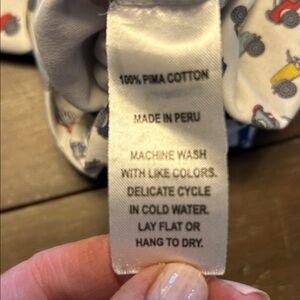 100% PIMA COTTON
MADE IN PERU
MACHINE WASH
WITH LIKE COLORS.
DELICATE CYCLE
IN COLD WATER.
LAY FLAT OR
HANG TO DRY.